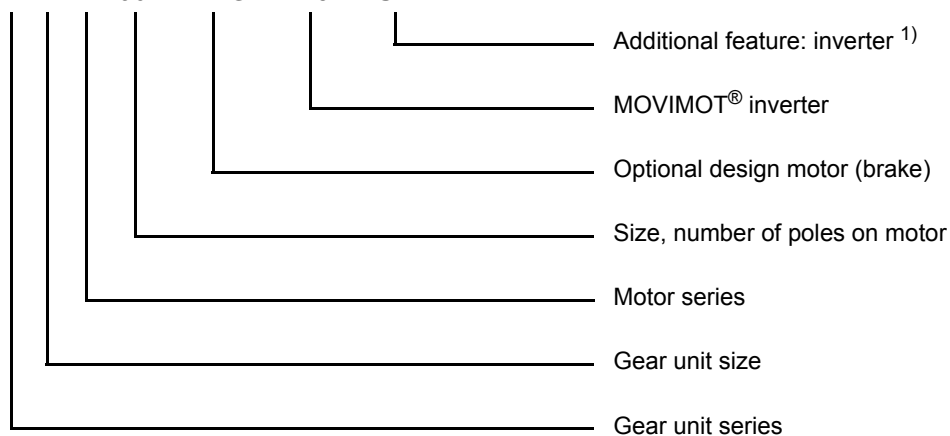 Additional feature: inverter 1)
MOVIMOT® inverter
Optional design motor (brake)
Size, number of poles on motor
Motor series
Gear unit size
Gear unit series